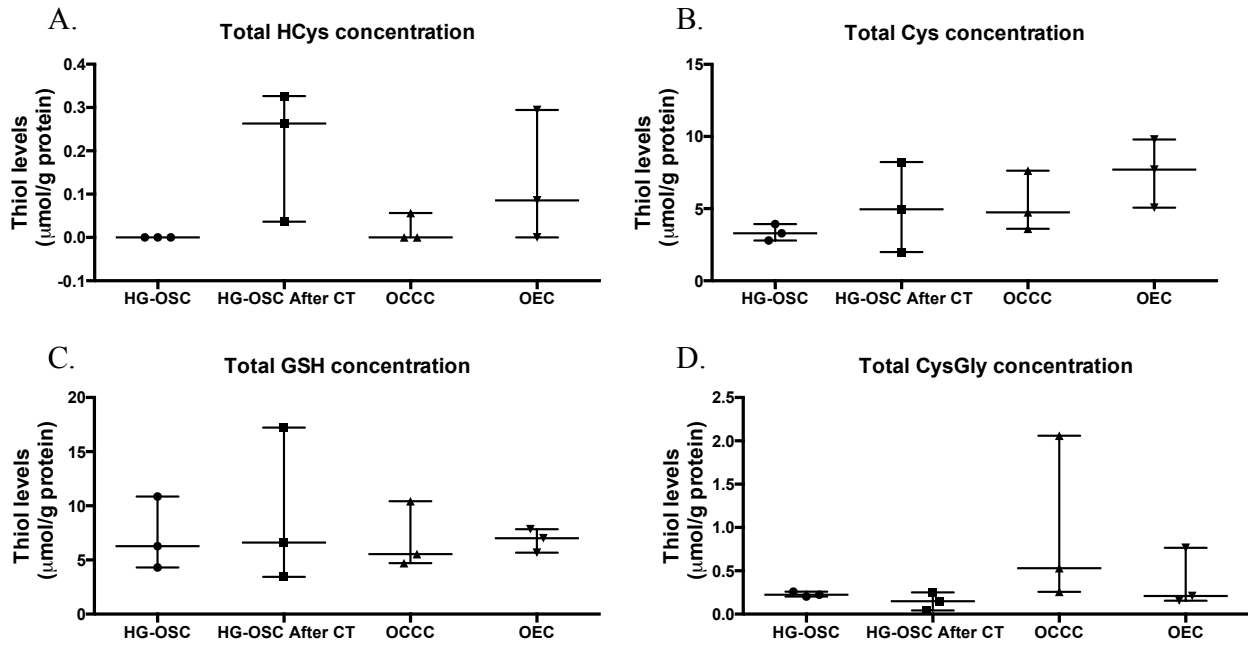 A.
Total HCys concentration
Thiol levels
(μmol/g protein)
0.4
0.3
0.2
0.1
0.0
-0.1
HG-OSC
HG-OSC After CT
OCCC
OEC
B.
Total Cys concentration
Thiol levels
(μmol/g protein)
15
10
5
0
HG-OSC
HG-OSC After CT
OCCC
OEC
C.
Total GSH concentration
Thiol levels
(μmol/g protein)
20
15
10
5
0
HG-OSC
HG-OSC After CT
OCCC
OEC
D.
Total CysGly concentration
Thiol levels
(μmol/g protein)
2.5
2.0
1.5
1.0
0.5
0.0
HG-OSC
HG-OSC After CT
OCCC
OEC